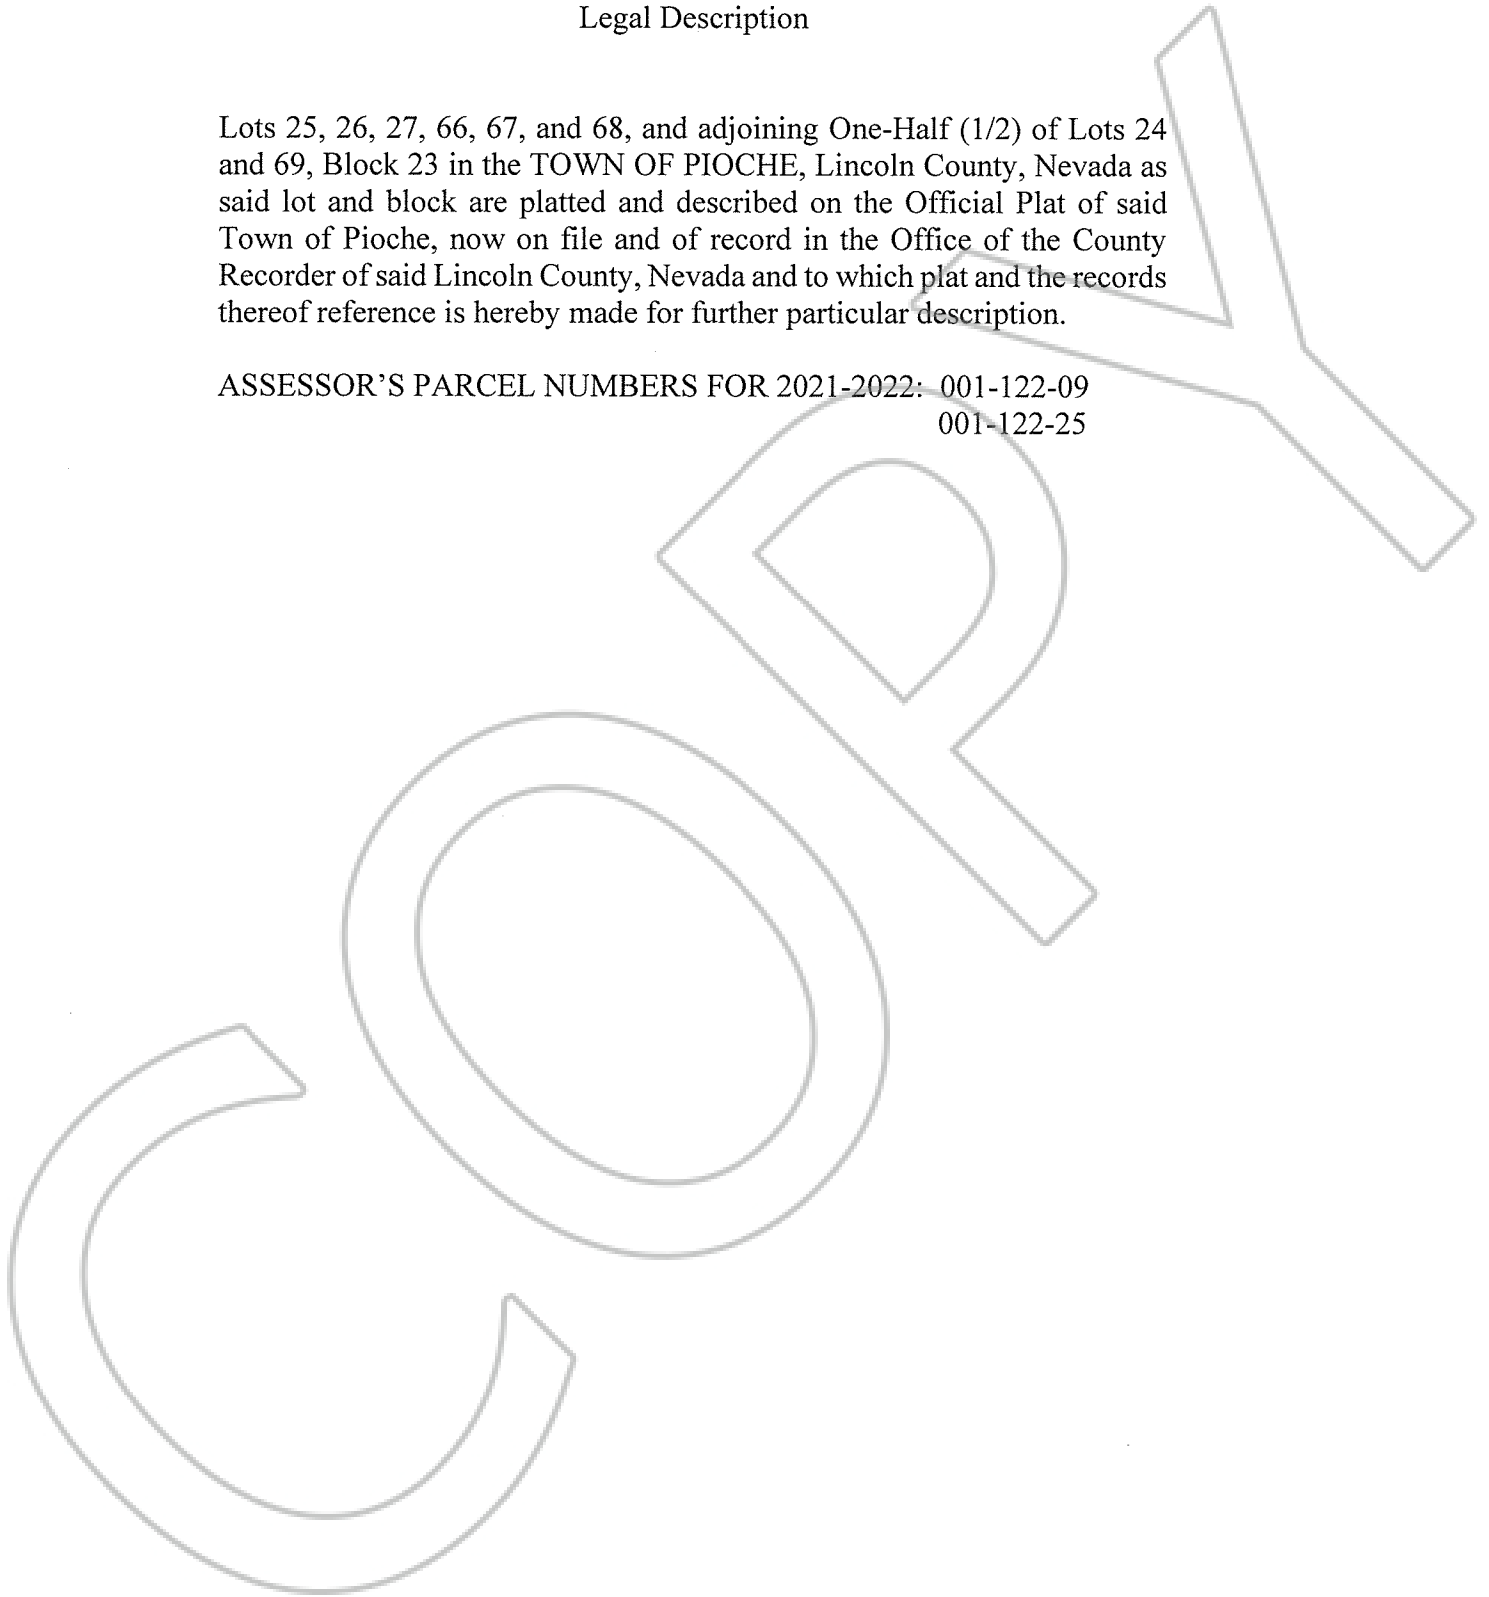 Legal Description
Lots 25, 26, 27, 66, 67, and 68, and adjoining One-Half (1/2) of Lots 24
and 69, Block 23 in the TOWN OF PIOCHE, Lincoln County, Nevada as
said lot and block are platted and described on the Official Plat of said
Town of Pioche, now on file and of record in the Office of the County
Recorder of said Lincoln County, Nevada and to which plat and the records
thereof reference is hereby made for further particular description.
ASSESSOR’S PARCEL NUMBERS FOR 2021-2022: 001-122-09
001-122-25
COPY